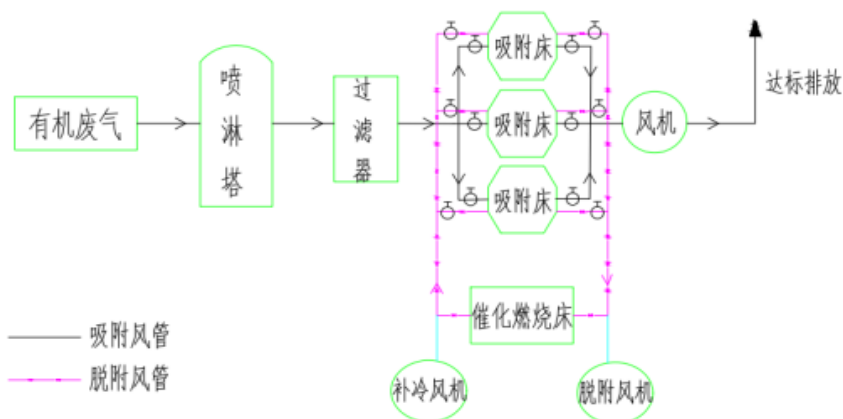 吸附床
达标排放
有机废气
喷淋塔
过滤器
吸附床
风机
吸附床
催化燃烧床
吸附风管
脱附风管
补冷风机
脱附风机